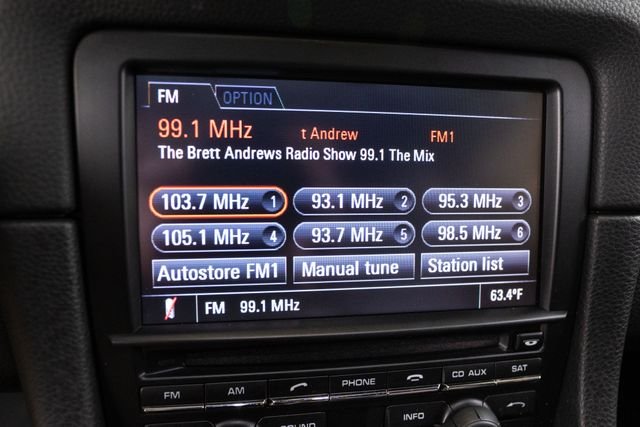 FM OPTION
99.1 MHz t Andrew FM1
The Brett Andrews Radio Show 99.1 The Mix
103.7 MHz 1 93.1 MHz 2 95.3 MHz 3
105.1 MHz 4 93.7 MHz 5 98.5 MHz 6
Autostore FM1 Manual tune Station list
FM 99.1 MHz 63.4°F
FM AM PHONE CD AUX SAT
SOUND INFO